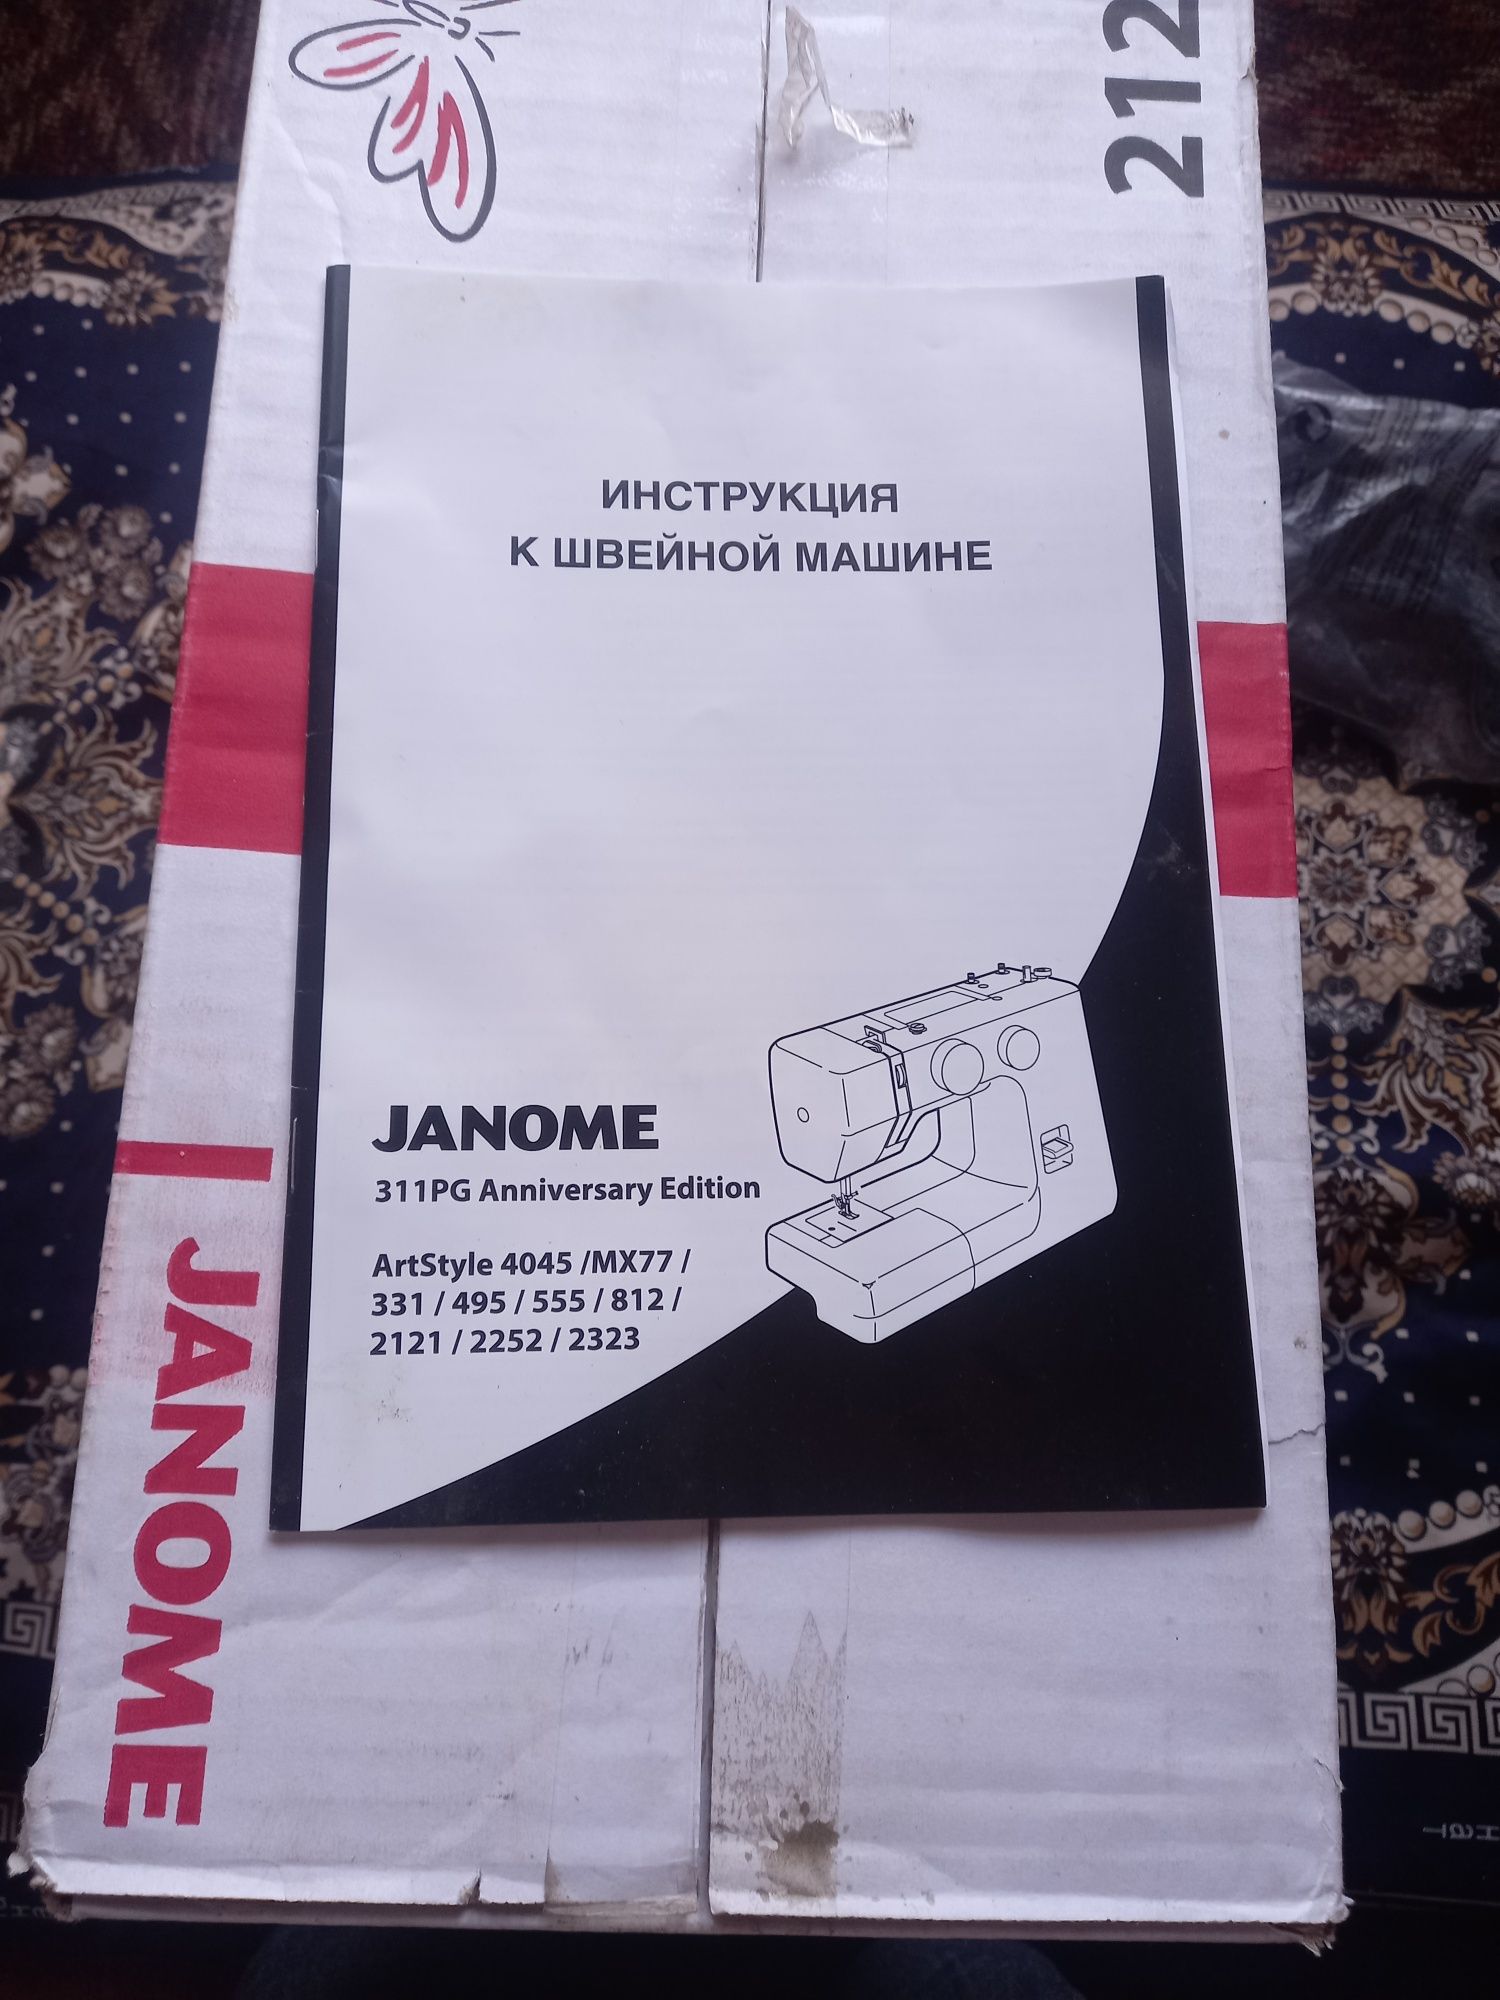 212
ИНСТРУКЦИЯ
К ШВЕЙНОЙ МАШИНЕ
JANOME
311PG Anniversary Edition
ArtStyle 4045 /MX77 /
331 / 495 / 555 / 812 /
2121 / 2252 / 2323
JANOME